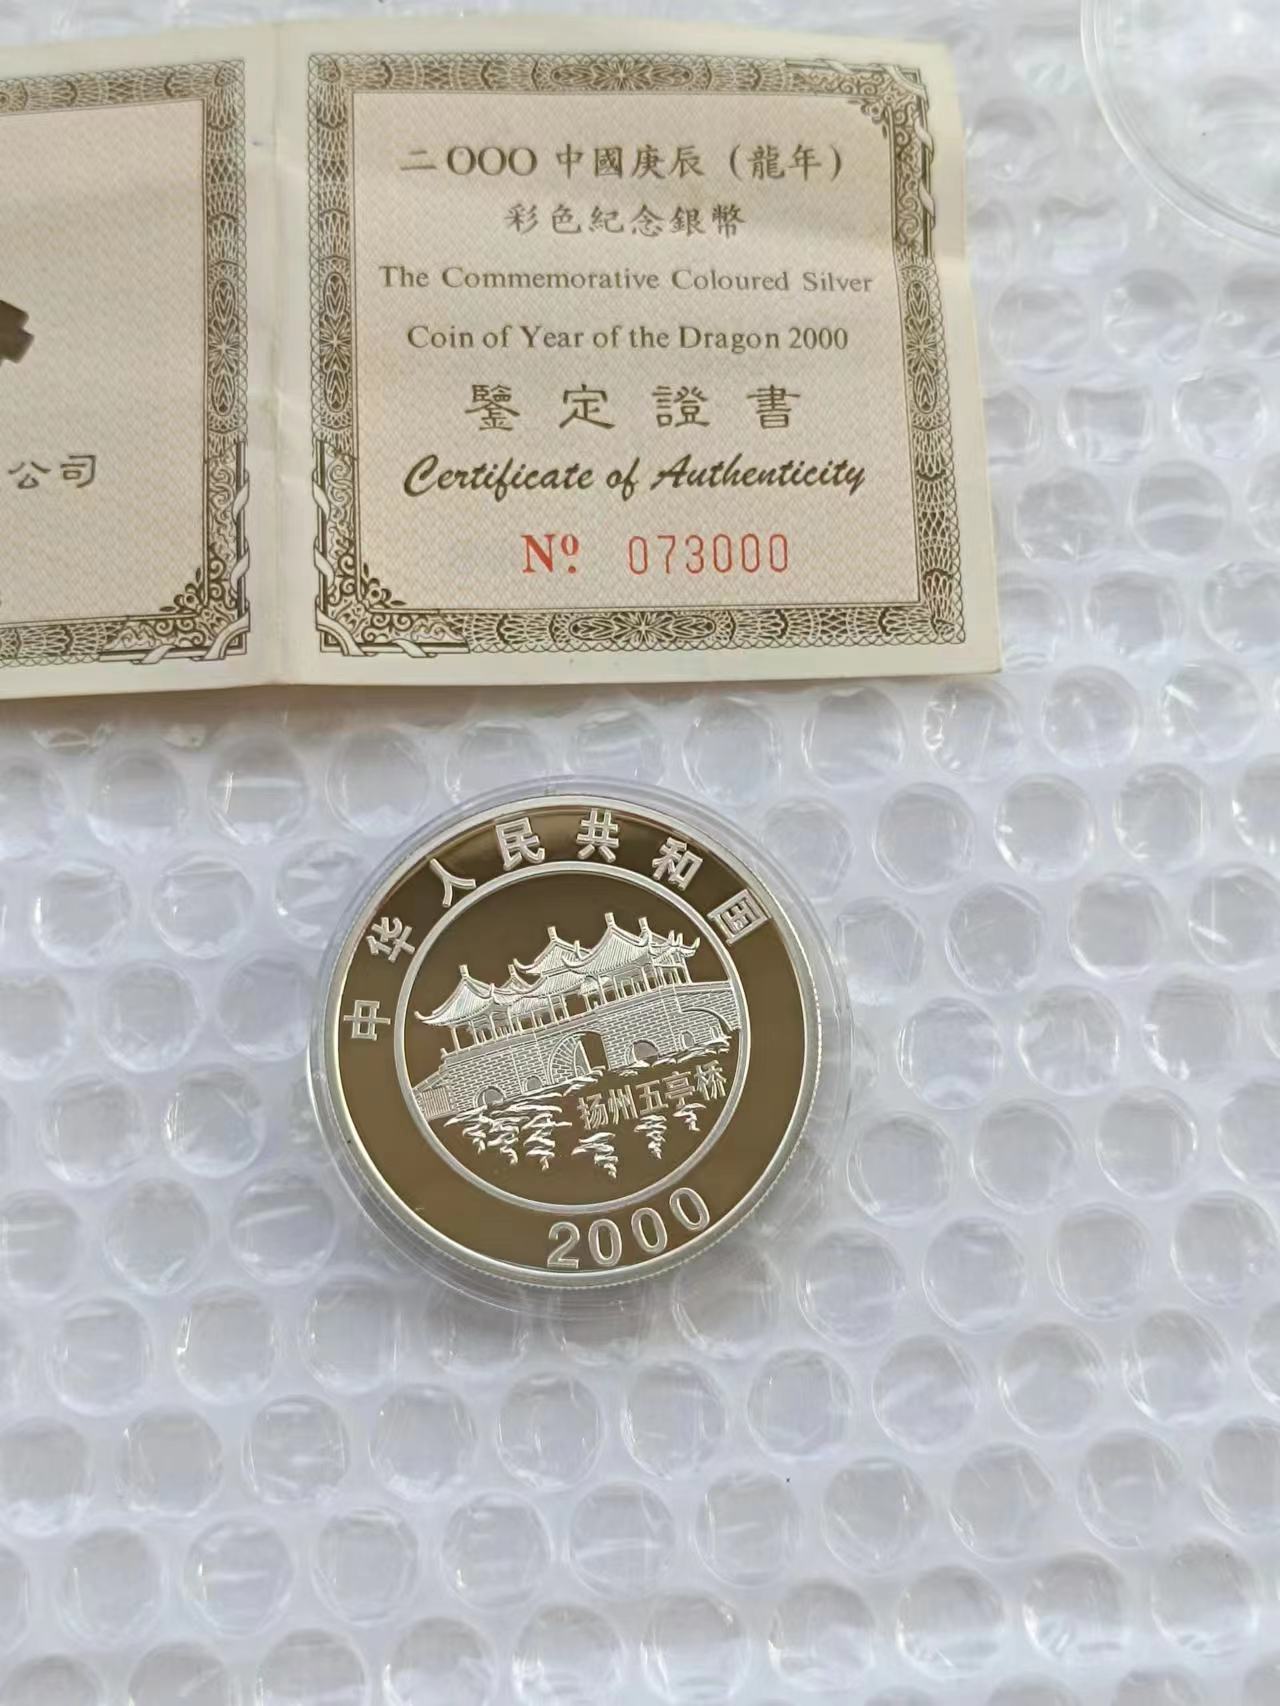 二OOO 中國庚辰（龍年）
彩色紀念銀幣
The Commemorative Coloured Silver
Coin of Year of the Dragon 2000
鑒定證書
Certificate of Authenticity
Nº. 073000
公司
中华人民共和国
扬州五亭桥
2000